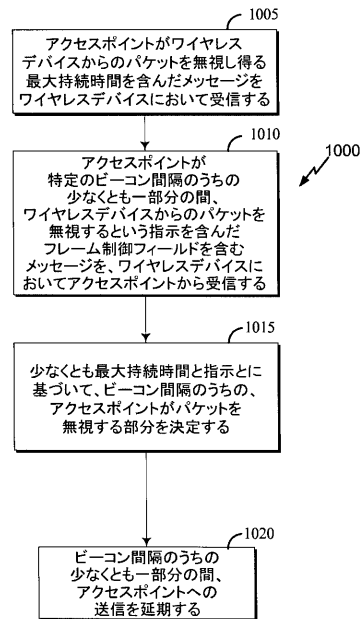 1005
アクセスポイントがワイヤレス
デバイスからのパケットを無視し得る
最大持続時間を含んだメッセージを
ワイヤレスデバイスにおいて受信する
1010
アクセスポイントが
特定のビーコン間隔のうちの
少なくとも一部分の間、
ワイヤレスデバイスからのパケットを
無視するという指示を含んだ
フレーム制御フィールドを含む
メッセージを、ワイヤレスデバイスに
おいてアクセスポイントから受信する
1000
1015
少なくとも最大持続時間と指示とに
基づいて、ビーコン間隔のうちの、
アクセスポイントがパケットを
無視する部分を決定する
1020
ビーコン間隔のうちの
少なくとも一部分の間、
アクセスポイントへの
送信を延期する